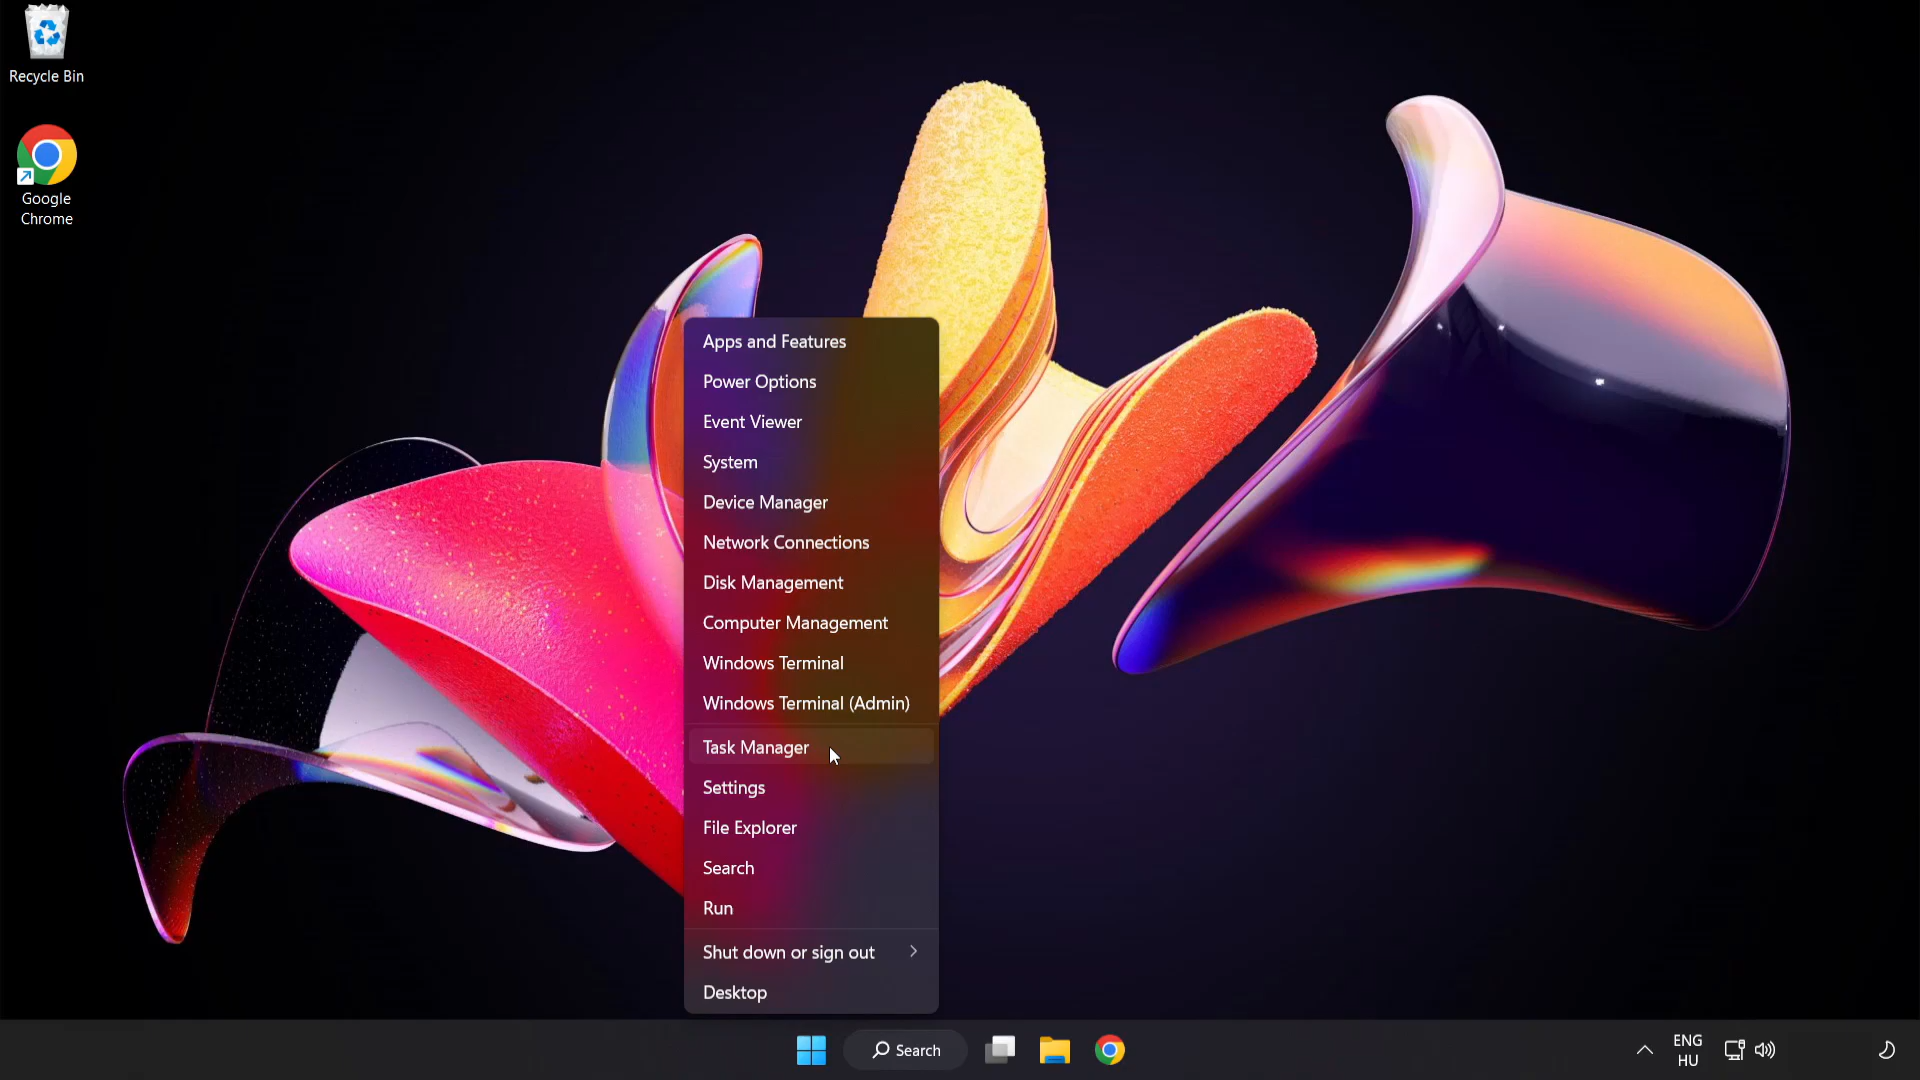 Recycle Bin
Google
Chrome
Apps and Features
Power Options
Event Viewer
System
Device Manager
Network Connections
Disk Management
Computer Management
Windows Terminal
Windows Terminal (Admin)
Task Manager
Settings
File Explorer
Search
Run
Shut down or sign out
Desktop
Search
ENG
HU